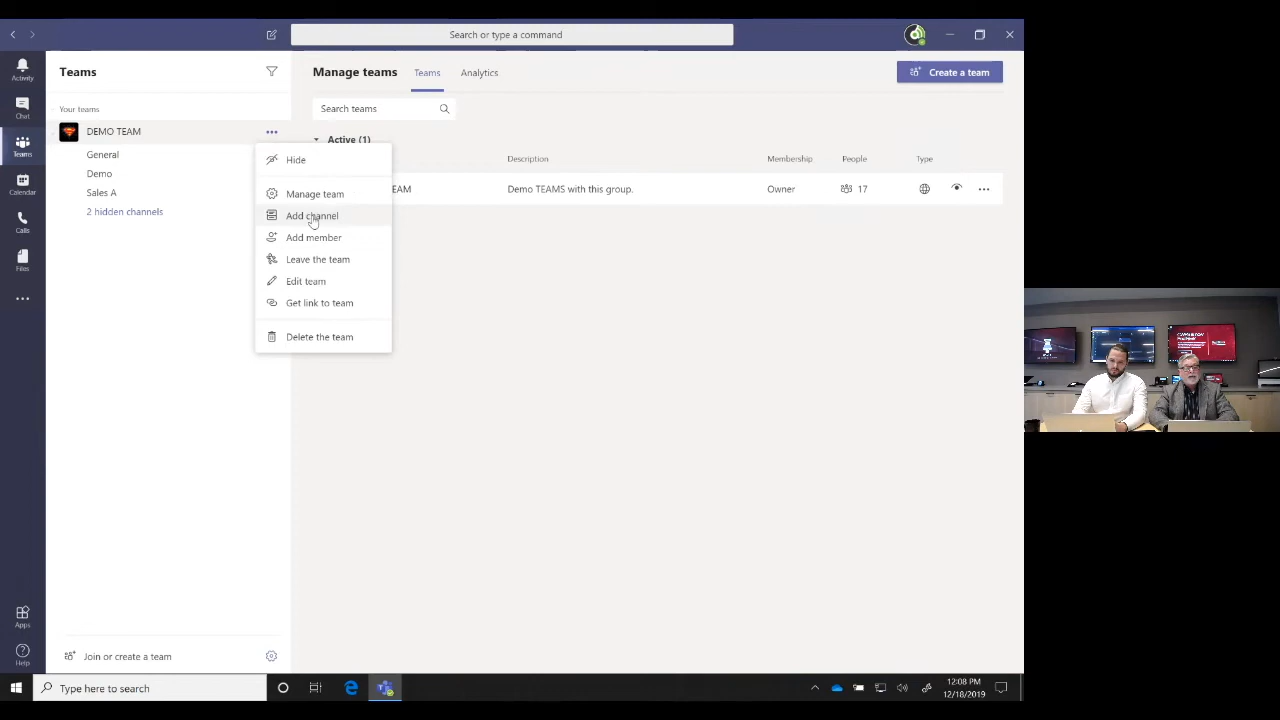 Search or type a command
Activity
Chat
Teams
Calendar
Calls
Files
Apps
Help
Teams
Your teams
DEMO TEAM
General
Demo
Sales A
2 hidden channels
Hide
Manage team
Add channel
Add member
Leave the team
Edit team
Get link to team
Delete the team
Join or create a team
Manage teams
Teams
Analytics
Create a team
Search teams
Active (1)
Description
Membership
People
Type
EAM
Demo TEAMS with this group.
Owner
17
Type here to search
12:08 PM
12/18/2019